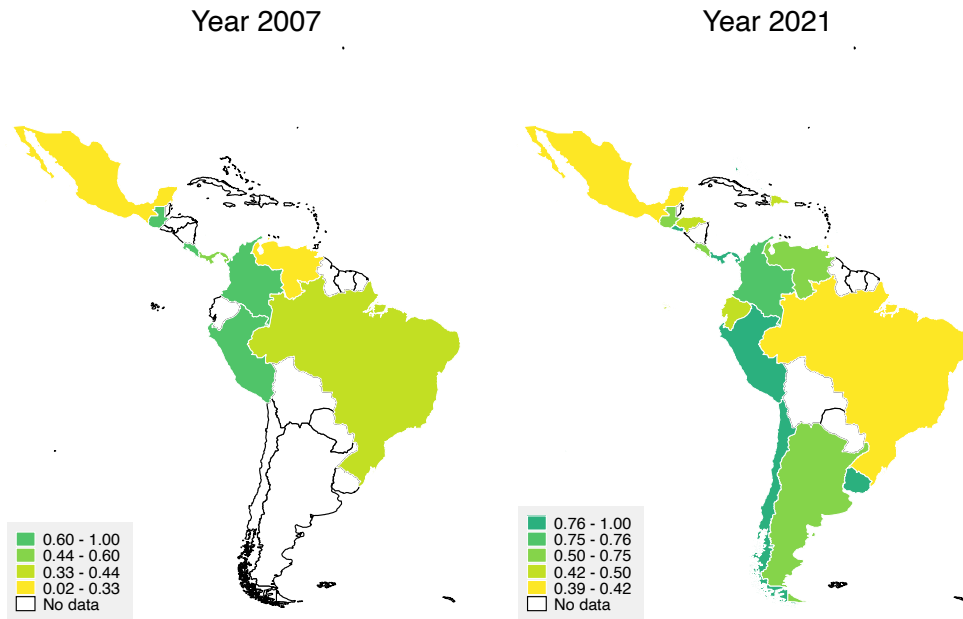 Year 2007
0.60 - 1.00
0.44 - 0.60
0.33 - 0.44
0.02 - 0.33
No data
Year 2021
0.76 - 1.00
0.75 - 0.76
0.50 - 0.75
0.42 - 0.50
0.39 - 0.42
No data